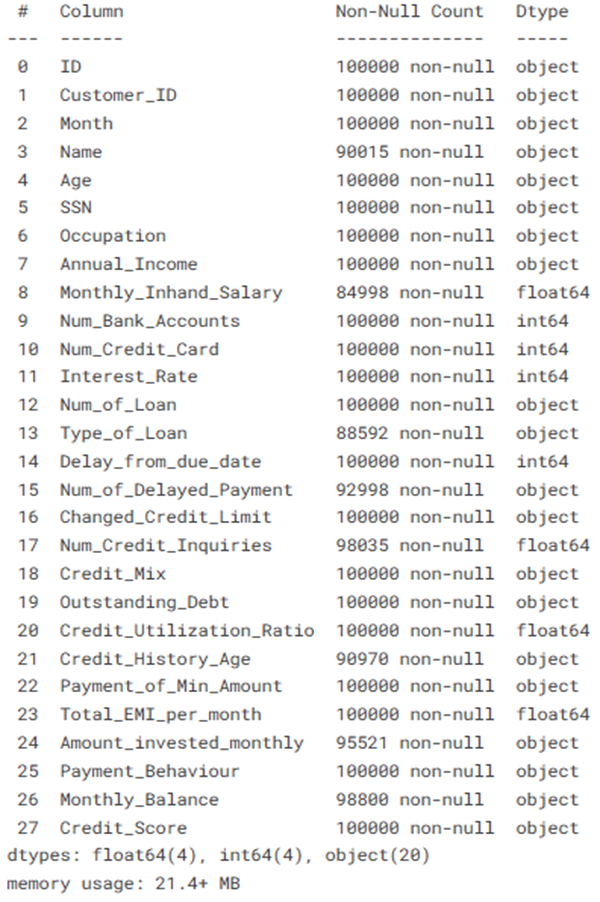 # Column Non-Null Count Dtype
--- ------ -------------- -----
0 ID 100000 non-null object
1 Customer_ID 100000 non-null object
2 Month 100000 non-null object
3 Name 90015 non-null object
4 Age 100000 non-null object
5 SSN 100000 non-null object
6 Occupation 100000 non-null object
7 Annual_Income 100000 non-null object
8 Monthly_Inhand_Salary 84998 non-null float64
9 Num_Bank_Accounts 100000 non-null int64
10 Num_Credit_Card 100000 non-null int64
11 Interest_Rate 100000 non-null int64
12 Num_of_Loan 100000 non-null object
13 Type_of_Loan 88592 non-null object
14 Delay_from_due_date 100000 non-null int64
15 Num_of_Delayed_Payment 92998 non-null object
16 Changed_Credit_Limit 100000 non-null object
17 Num_Credit_Inquiries 98035 non-null float64
18 Credit_Mix 100000 non-null object
19 Outstanding_Debt 100000 non-null object
20 Credit_Utilization_Ratio 100000 non-null float64
21 Credit_History_Age 90970 non-null object
22 Payment_of_Min_Amount 100000 non-null object
23 Total_EMI_per_month 100000 non-null float64
24 Amount_invested_monthly 95521 non-null object
25 Payment_Behaviour 100000 non-null object
26 Monthly_Balance 98800 non-null object
27 Credit_Score 100000 non-null object
dtypes: float64(4), int64(4), object(20)
memory usage: 21.4+ MB